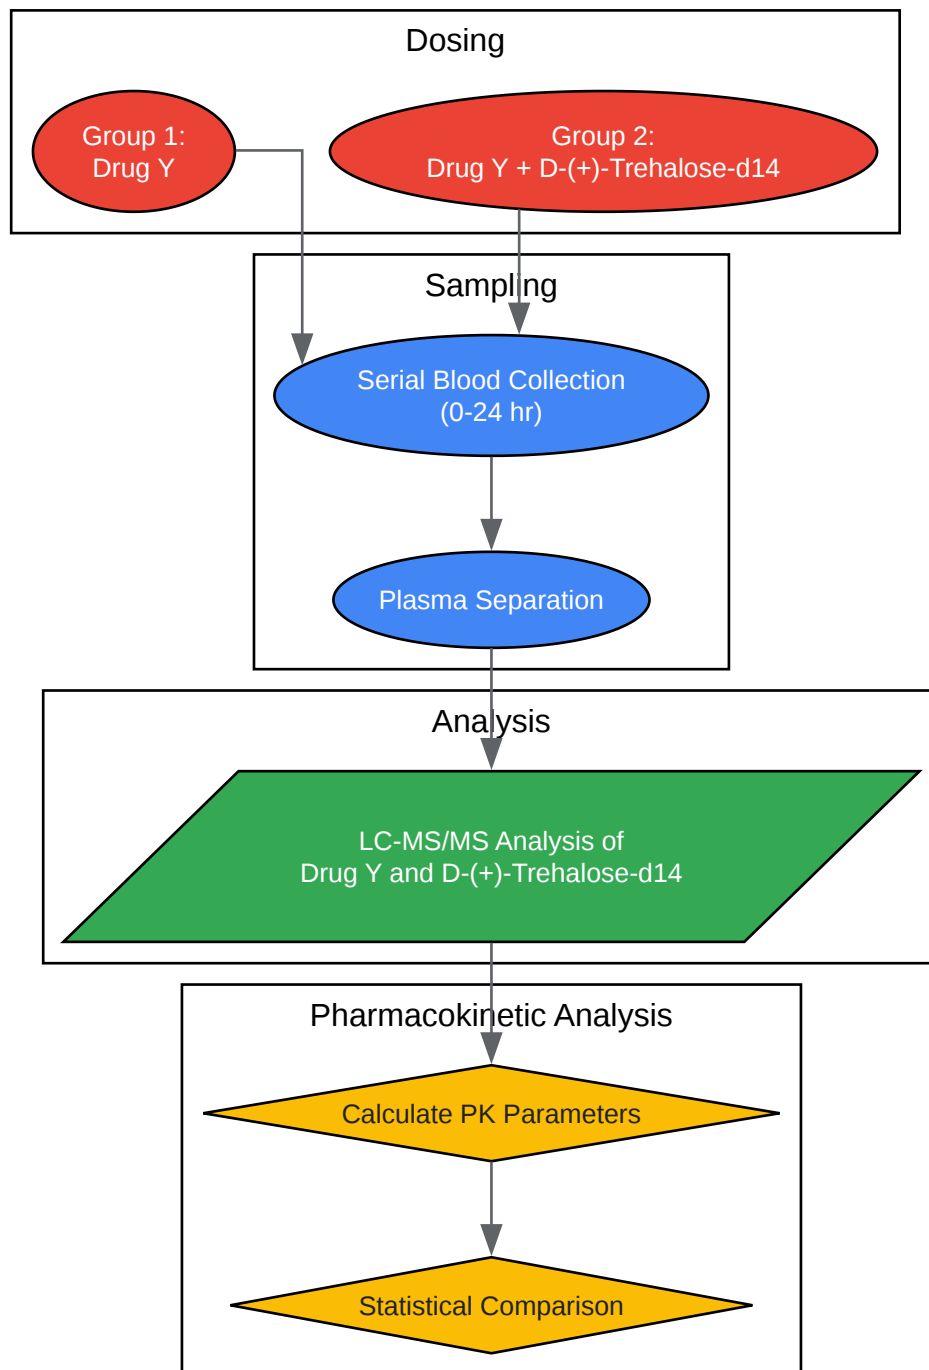 Dosing
Group 1:
Drug Y
Group 2:
Drug Y + D-(+)-Trehalose-d14
Sampling
Serial Blood Collection
(0-24 hr)
Plasma Separation
Analysis
LC-MS/MS Analysis of
Drug Y and D-(+)-Trehalose-d14
Pharmacokinetic Analysis
Calculate PK Parameters
Statistical Comparison